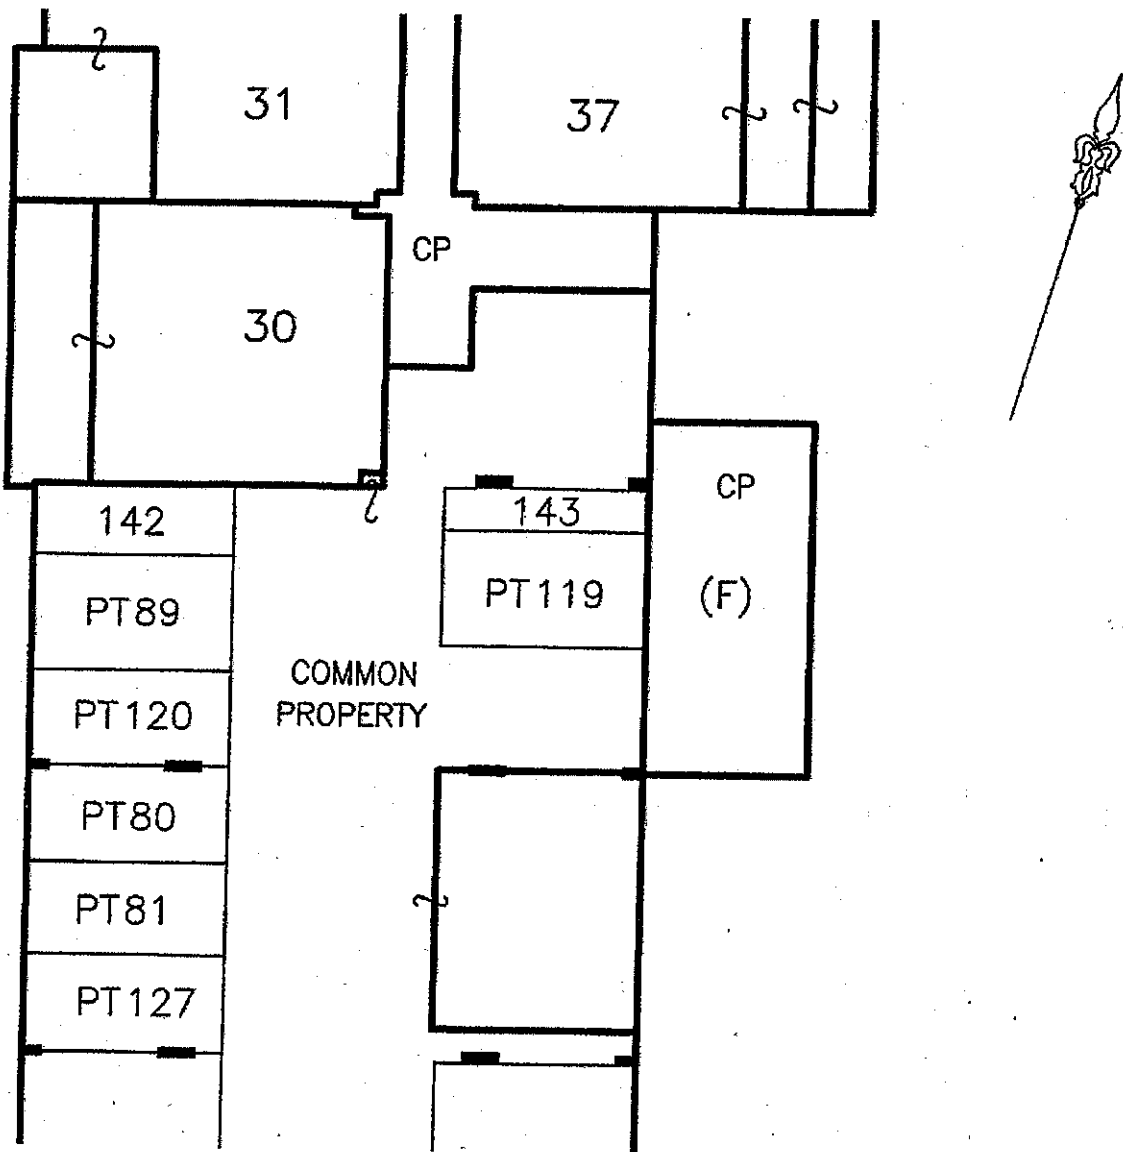 31
37
CP
30
CP
142
143
PT119
(F)
PT89
COMMON
PROPERTY
PT120
PT80
PT81
PT127